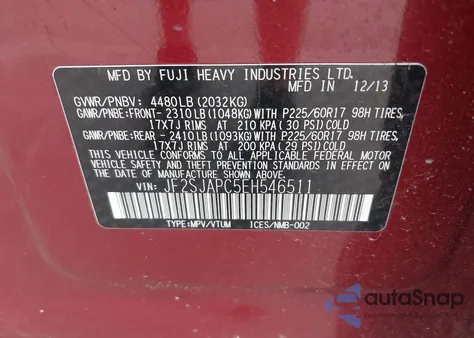 MFD. BY FUJI HEAVY INDUSTRIES LTD. IN 12/13
GVWR/PNBV: 4480LB(2032KG)
GAWR/PNBE:FRONT-2310LB(1048KG)WITH P225/60R17 98H TIRES,
17X7J RIMS AT 210 KPA(30 PSI)COLD
GAWR/PNBE:REAR -2410LB(1093KG)WITH P225/60R17 98H TIRES,
17X7J RIMS AT 200 KPA(29 PSI)COLD
THIS VEHICLE CONFORMS TO ALL APPLICABLE FEDERAL MOTOR
VEHICLE SAFETY AND THEFT PREVENTION STANDARDS IN EFFECT
ON THE DATE OF MANUFACTURE SHOWN ABOVE.
VIN:JF2SJAPC5EH546511
TYPE:MPV/VTUM ICES/NMB-002
autoSnap